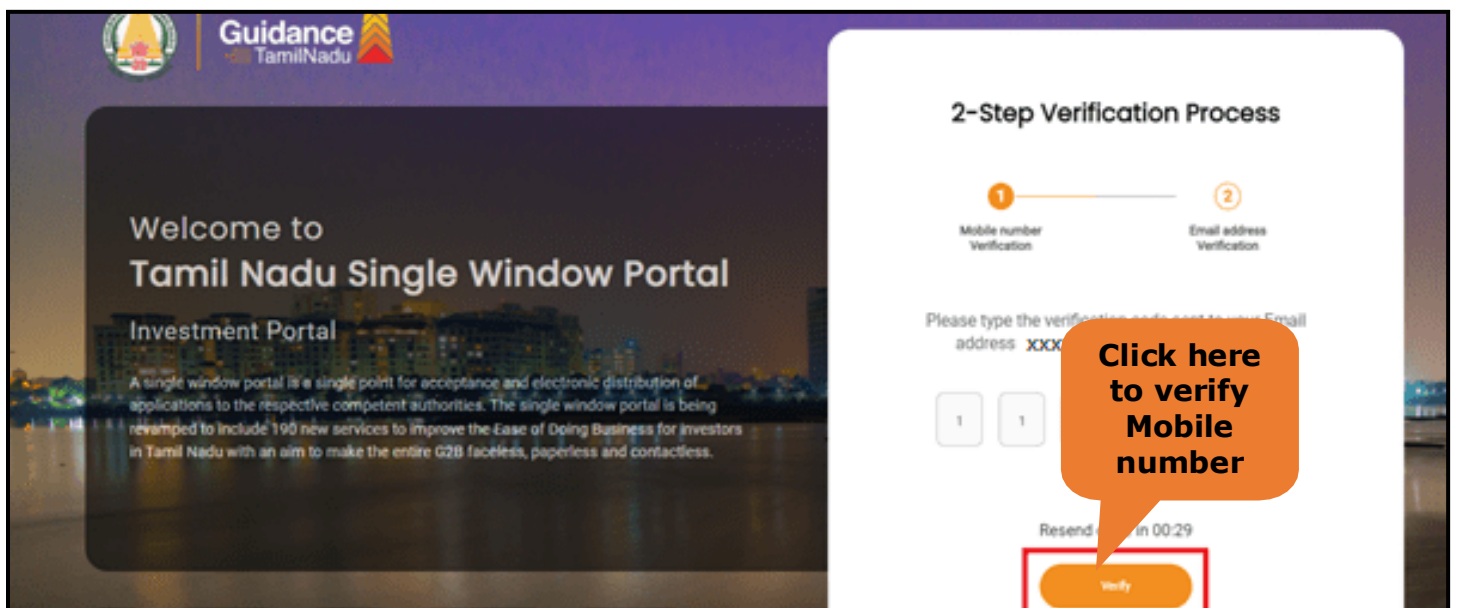 Guidance
TamilNadu
Welcome to
Tamil Nadu Single Window Portal
Investment Portal
A single window portal is a single point for acceptance and electronic distribution of
applications to the respective competent authorities. The single window portal is being
revamped to include 190 new services to improve the Ease of Doing Business for investors
in Tamil Nadu with an aim to make the entire G2B faceless, paperless and contactless.
2-Step Verification Process
1
2
Mobile number
Verification
Email address
Verification
Please type the verification code sent to your Email
address xxx
1 1
Click here
to verify
Mobile
number
Resend in 00:29
Verify